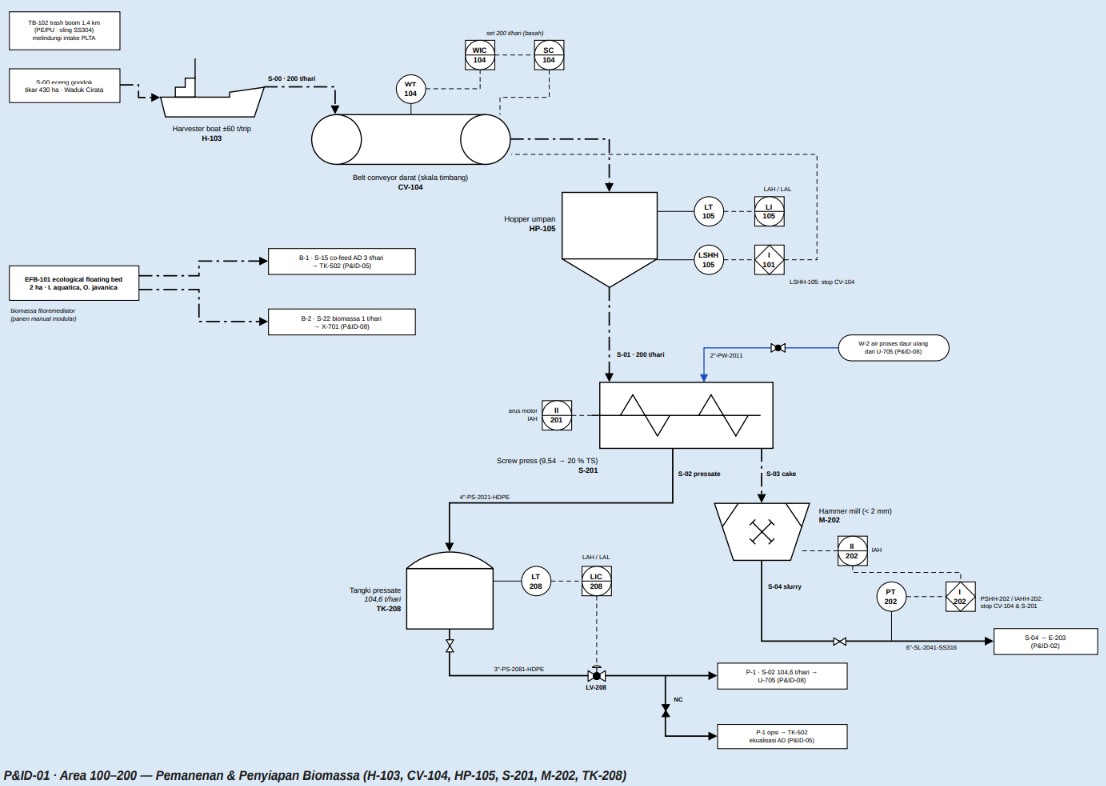 TB-102 trash boom 1,4 km
(PE/PU · sling SS304)
melindungi intake PLTA
S-00 eceng gondok
tikar 430 ha · Waduk Cirata
Harvester boat ±60 t/trip
H-103
S-00 · 200 t/hari
set 200 t/hari (basah)
WIC
104
SC
104
WT
104
Belt conveyor darat (skala timbang)
CV-104
Hopper umpan
HP-105
LT
105
LAH / LAL
LI
105
LSHH
105
I
101
LSHH-105: stop CV-104
EFB-101 ecological floating bed
2 ha · I. aquatica, O. javanica
biomassa fitoremediator
(panen manual modular)
B-1 · S-15 co-feed AD 3 t/hari
→ TK-502 (P&ID-05)
B-2 · S-22 biomassa 1 t/hari
→ X-701 (P&ID-08)
S-01 · 200 t/hari
2"-PW-2011
W-2 air proses daur ulang
dari U-705 (P&ID-08)
arus motor
IAH
II
201
Screw press (9,54 → 20 % TS)
S-201
S-02 pressate
S-03 cake
4"-PS-2021-HDPE
Hammer mill (< 2 mm)
M-202
II
202
IAH
S-04 slurry
PT
202
I
202
PSHH-202 / IAHH-202:
stop CV-104 & S-201
6"-SL-2041-SS316
S-04 → E-203
(P&ID-02)
Tangki pressate
104,6 t/hari
TK-208
LT
208
LAH / LAL
LIC
208
3"-PS-2081-HDPE
LV-208
NC
P-1 · S-02 104,6 t/hari →
U-705 (P&ID-08)
P-1 opsi → TK-502
ekualisasi AD (P&ID-05)
P&ID-01 · Area 100–200 — Pemanenan & Penyiapan Biomassa (H-103, CV-104, HP-105, S-201, M-202, TK-208)